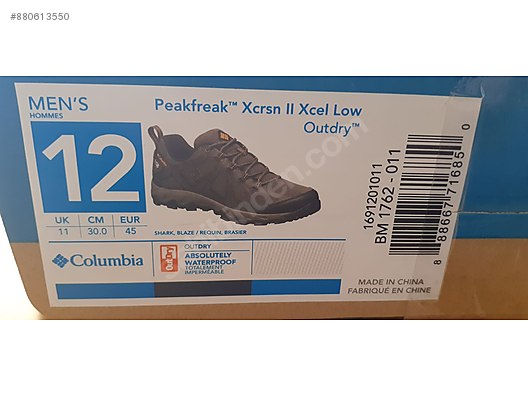 #880613550
MEN'S
HOMMES
12
UK CM EUR
11 30.0 45
Peakfreak™ Xcrsn II Xcel Low
Outdry™
SHARK, BLAZE / REQUIN, BRASIER
Columbia
OutDry
OUTDRY
ABSOLUTELY
WATERPROOF
TOTALEMENT
IMPERMÉABLE
1691201011
BM 1762 - 011
8 88667 71685 0
MADE IN CHINA
FABRIQUÉ EN CHINE